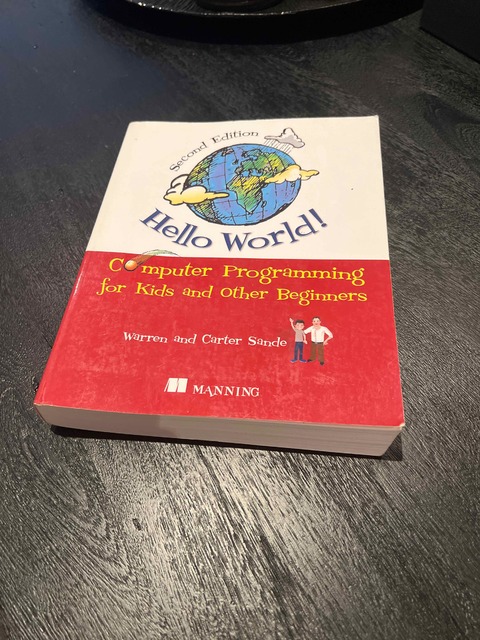 Second Edition
Hello World!
Computer Programming
for Kids and Other Beginners
Warren and Carter Sande
MANNING